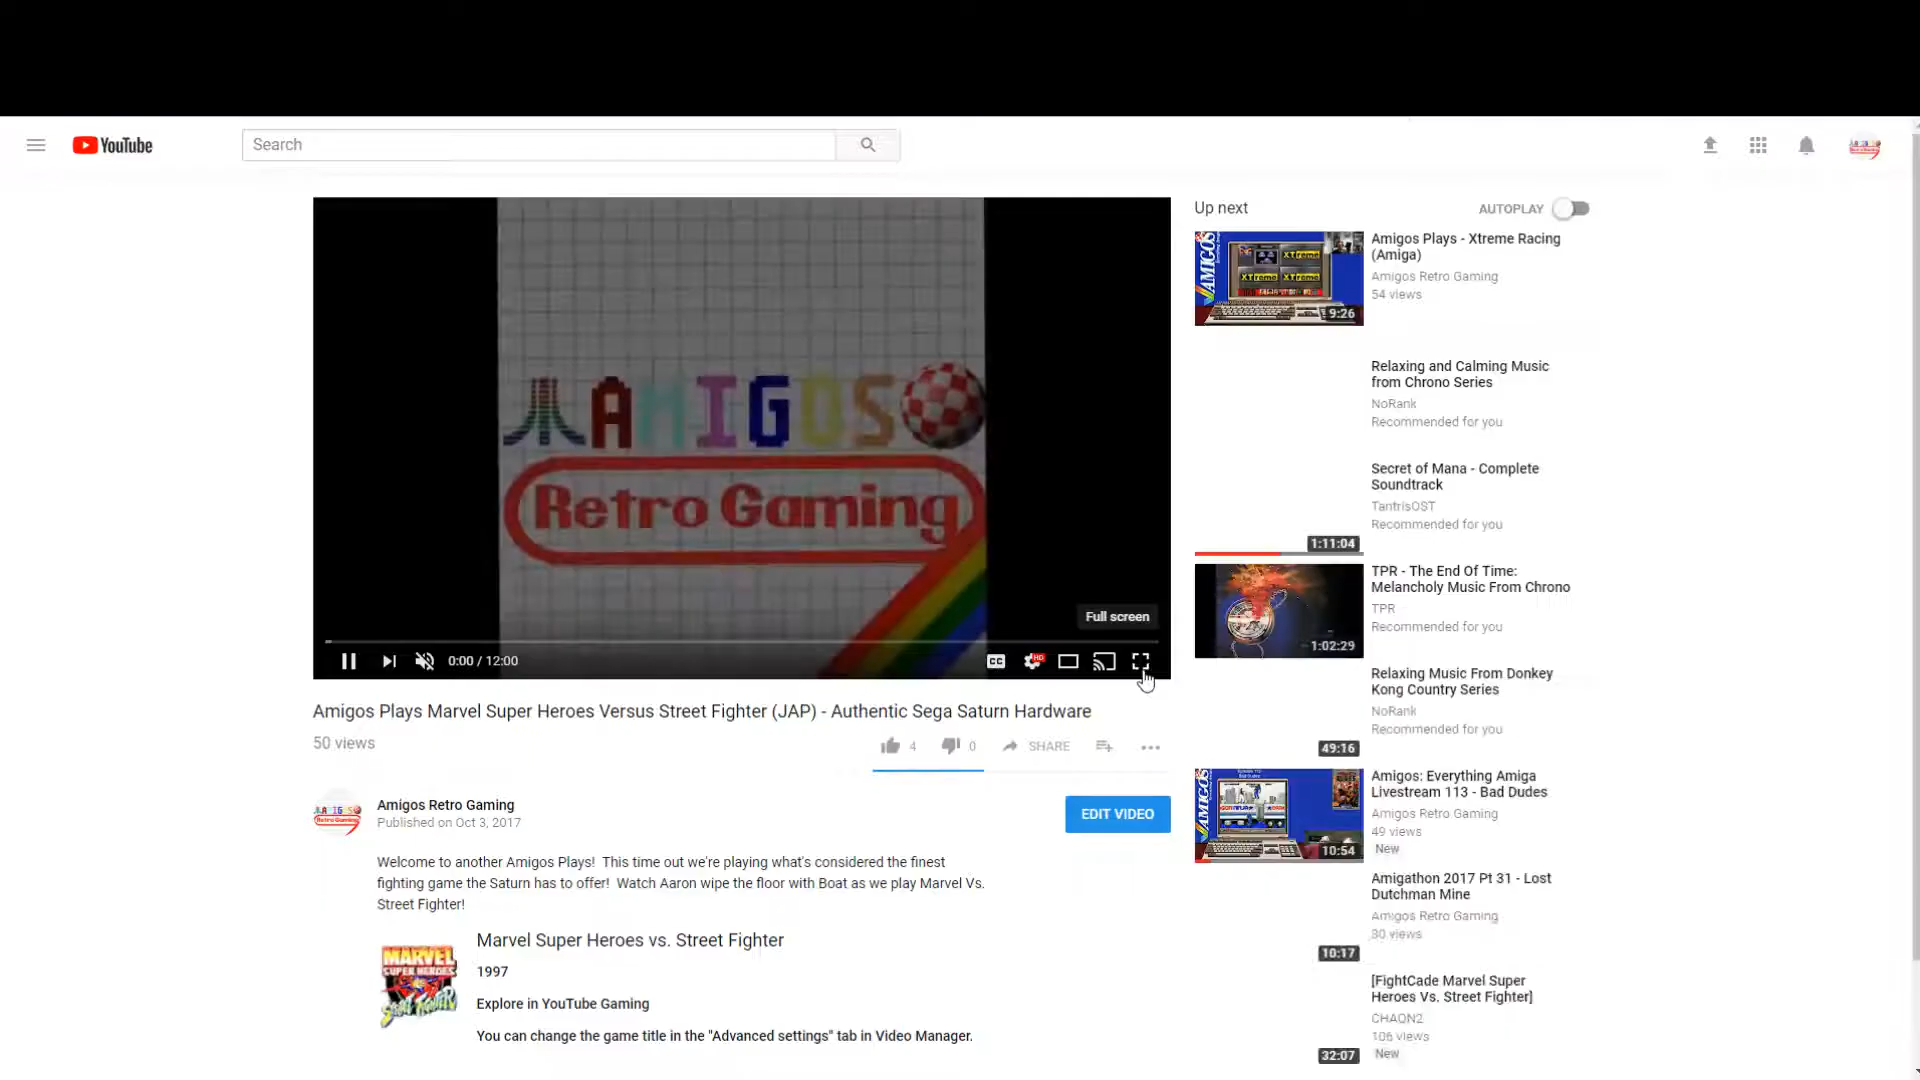 YouTube
Search
AMIGOS
Retro Gaming
Full screen
0:00 / 12:00
CC
HD
Amigos Plays Marvel Super Heroes Versus Street Fighter (JAP) - Authentic Sega Saturn Hardware
50 views
4
0
SHARE
Amigos Retro Gaming
Published on Oct 3, 2017
EDIT VIDEO
Welcome to another Amigos Plays! This time out we're playing what's considered the finest
fighting game the Saturn has to offer! Watch Aaron wipe the floor with Boat as we play Marvel Vs.
Street Fighter!
MARVEL
SUPER HEROES
Marvel Super Heroes vs. Street Fighter
1997
Explore in YouTube Gaming
You can change the game title in the "Advanced settings" tab in Video Manager.
Up next
AUTOPLAY
AMIGOS
9:26
Amigos Plays - Xtreme Racing
(Amiga)
Amigos Retro Gaming
54 views
Relaxing and Calming Music
from Chrono Series
NoRank
Recommended for you
Secret of Mana - Complete
Soundtrack
TantrisOST
Recommended for you
1:11:04
TPR - The End Of Time:
Melancholy Music From Chrono
TPR
Recommended for you
1:02:29
Relaxing Music From Donkey
Kong Country Series
NoRank
Recommended for you
49:16
AMIGOS
10:54
Amigos: Everything Amiga
Livestream 113 - Bad Dudes
Amigos Retro Gaming
49 views
New
Amigathon 2017 Pt 31 - Lost
Dutchman Mine
Amigos Retro Gaming
30 views
10:17
[FightCade Marvel Super
Heroes Vs. Street Fighter]
CHAQN2
106 views
New
32:07